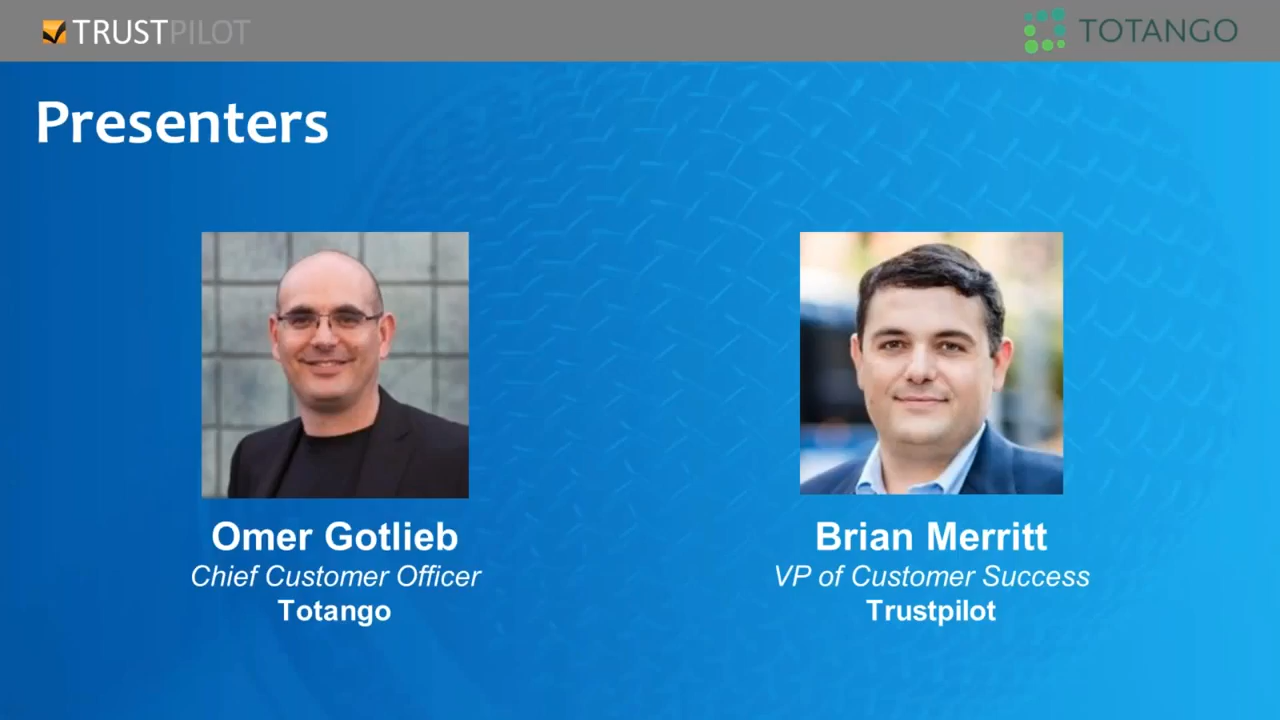 TRUSTPILOT
TOTANGO
Presenters
Omer Gotlieb
Chief Customer Officer
Totango
Brian Merritt
VP of Customer Success
Trustpilot